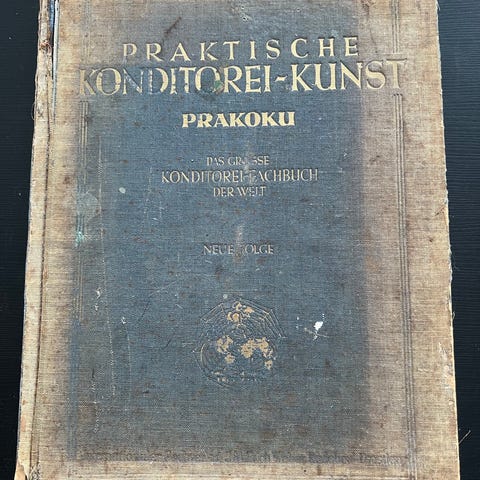 PRAKTISCHE
KONDITOREI-KUNST
PRAKOKU
DAS GROSSE
KONDITOREI-FACHBUCH
DER WELT
NEUE FOLGE